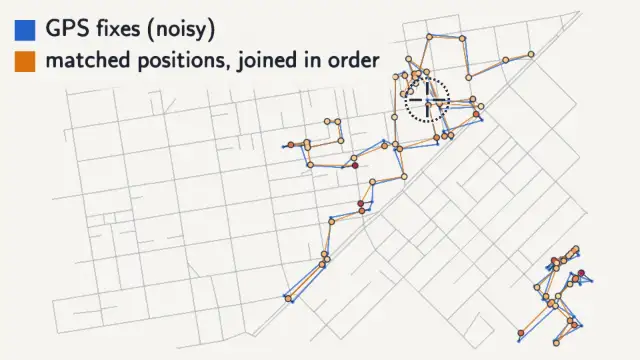 GPS fixes (noisy)
matched positions, joined in order